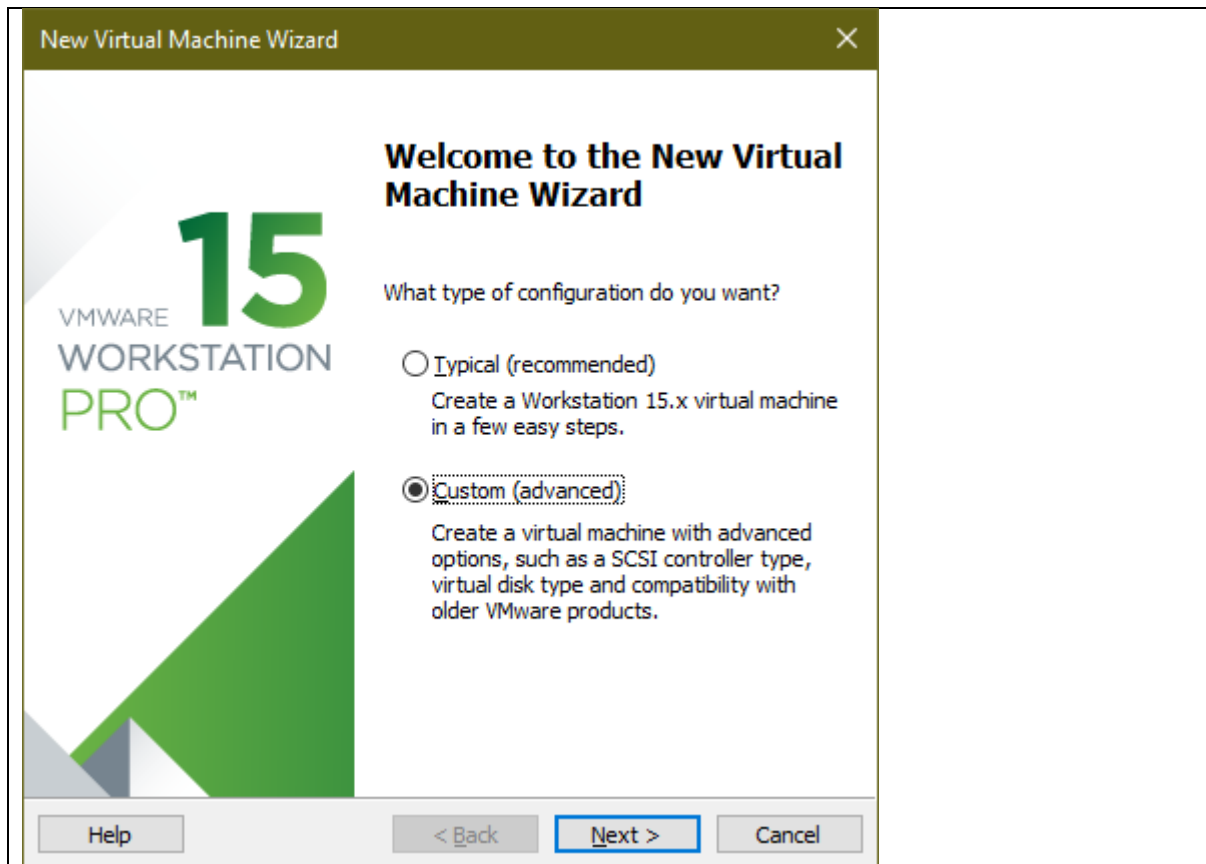 New Virtual Machine Wizard
Welcome to the New Virtual
Machine Wizard
15
VMWARE
WORKSTATION
PRO™
What type of configuration do you want?
Typical (recommended)
Create a Workstation 15.x virtual machine
in a few easy steps.
Custom (advanced)
Create a virtual machine with advanced
options, such as a SCSI controller type,
virtual disk type and compatibility with
older VMware products.
Help
< Back
Next >
Cancel